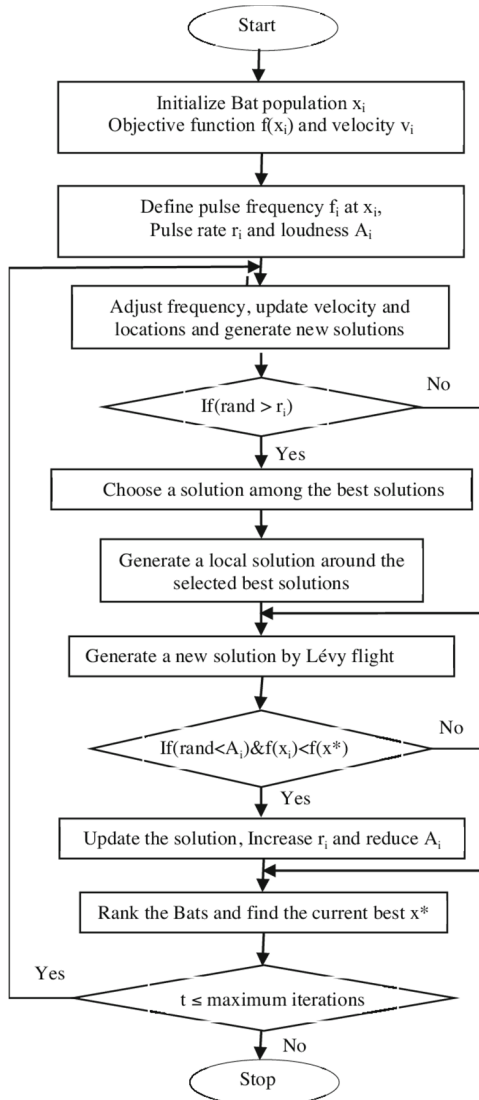 Start
Initialize Bat population xᵢ
Objective function f(xᵢ) and velocity vᵢ
Define pulse frequency fᵢ at xᵢ,
Pulse rate rᵢ and loudness Aᵢ
Adjust frequency, update velocity and
locations and generate new solutions
If(rand > rᵢ)
No
Yes
Choose a solution among the best solutions
Generate a local solution around the
selected best solutions
Generate a new solution by Lévy flight
If(rand<Aᵢ)&f(xᵢ)<f(x*)
No
Yes
Update the solution, Increase rᵢ and reduce Aᵢ
Rank the Bats and find the current best x*
Yes
t ≤ maximum iterations
No
Stop